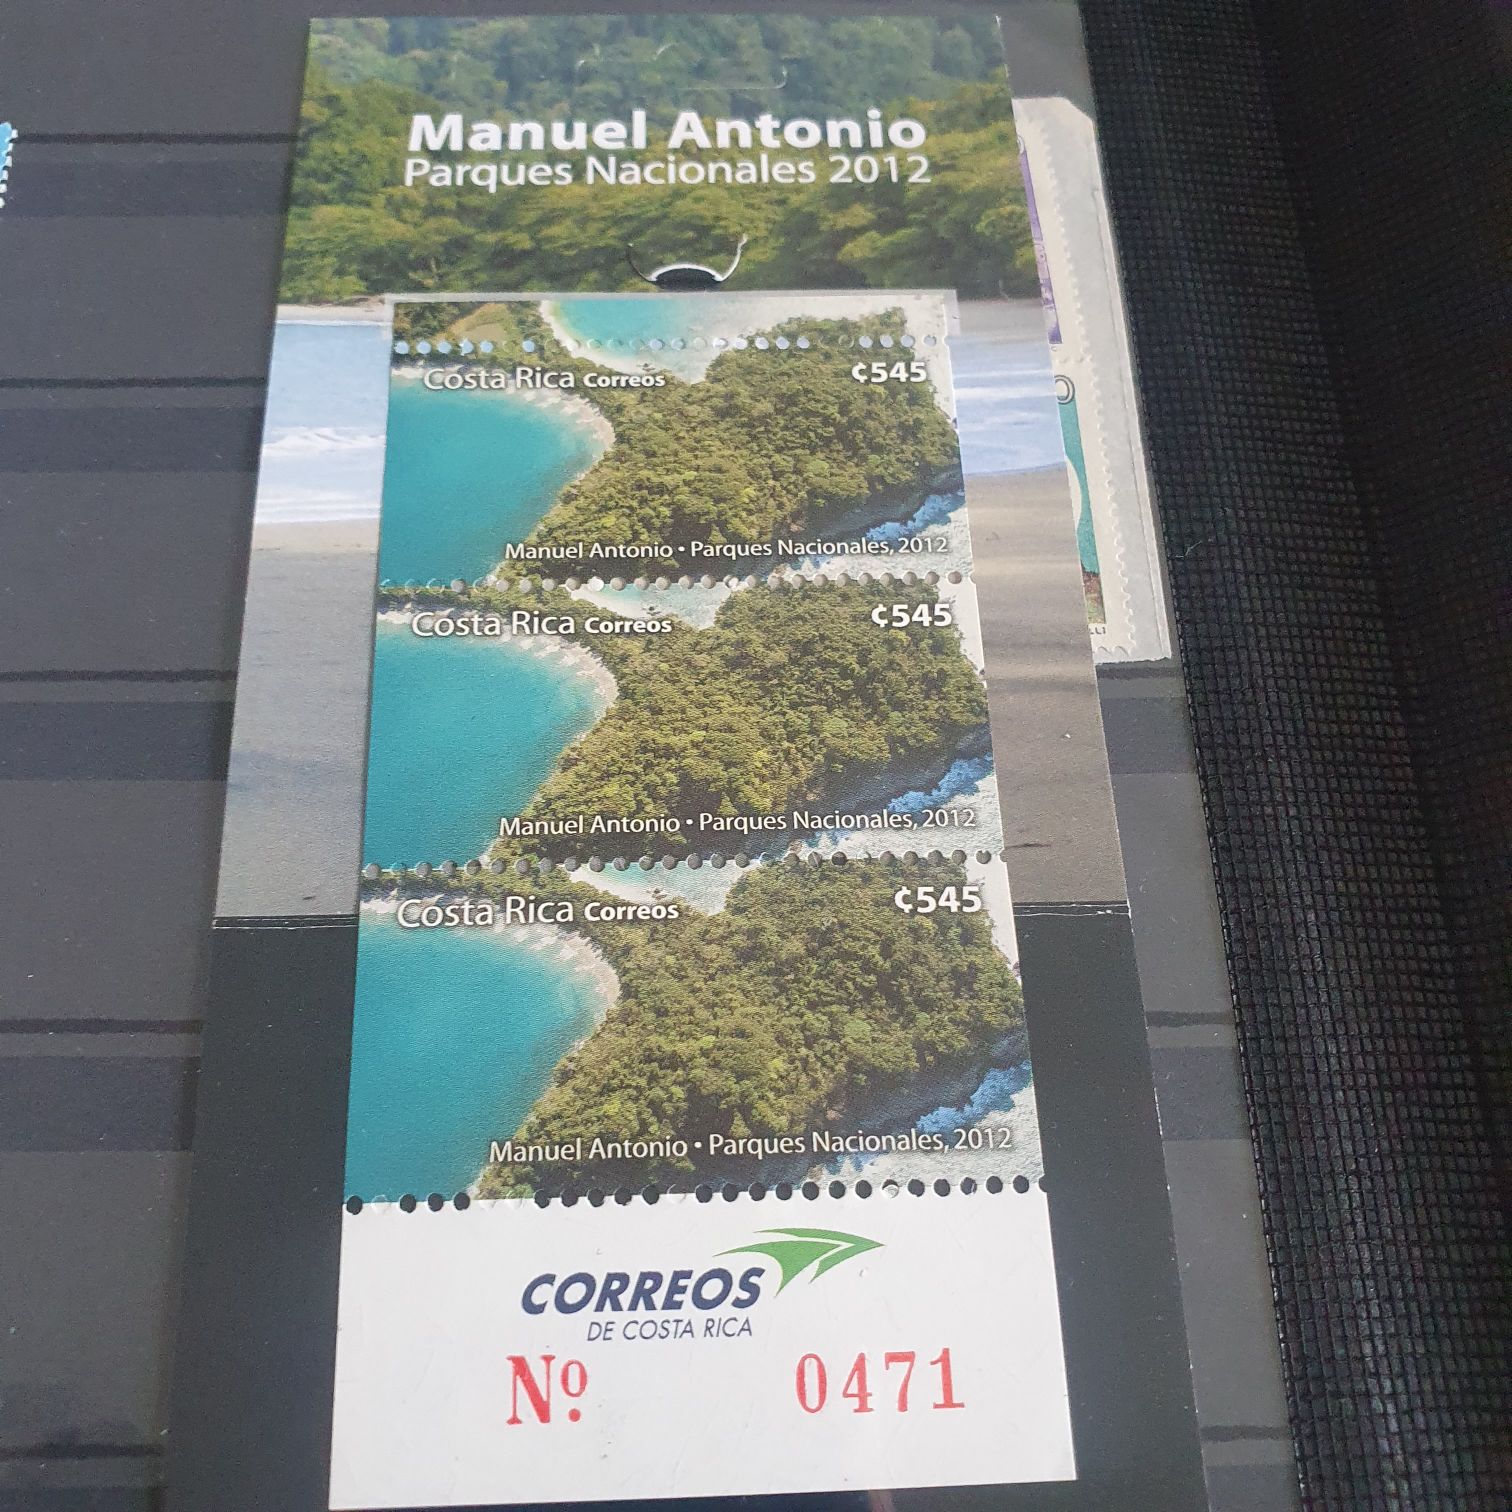 Manuel Antonio
Parques Nacionales 2012
Costa Rica Correos ¢545
Manuel Antonio • Parques Nacionales, 2012
Costa Rica Correos ¢545
Manuel Antonio • Parques Nacionales, 2012
Costa Rica Correos ¢545
Manuel Antonio • Parques Nacionales, 2012
CORREOS
DE COSTA RICA
Nº. 0471